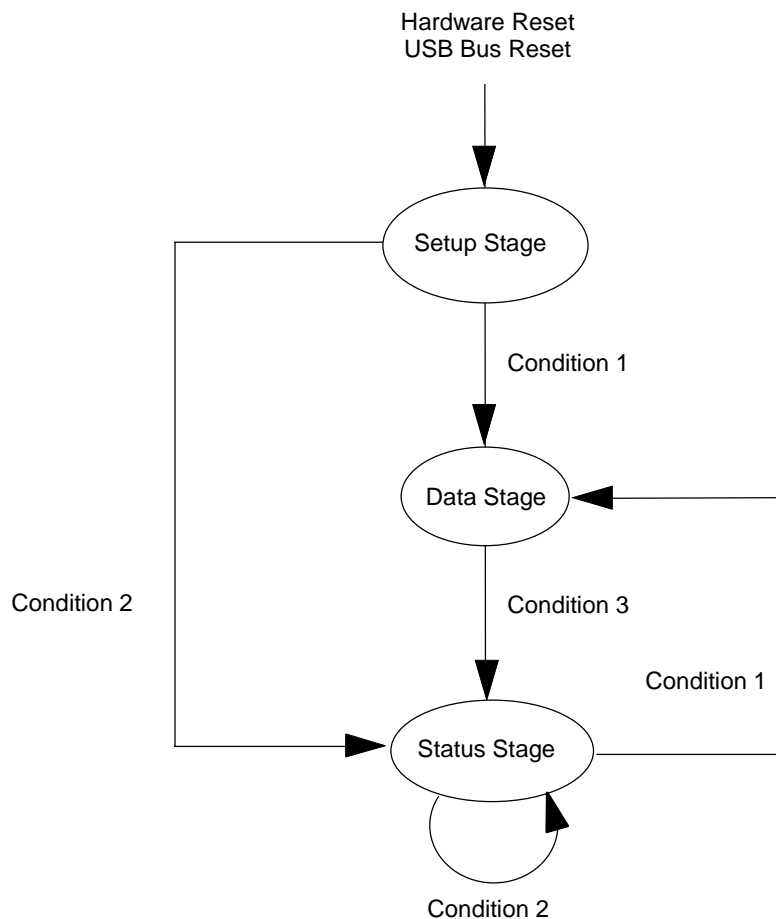 Hardware Reset
USB Bus Reset
Setup Stage
Condition 1
Data Stage
Condition 2
Condition 3
Condition 1
Status Stage
Condition 2